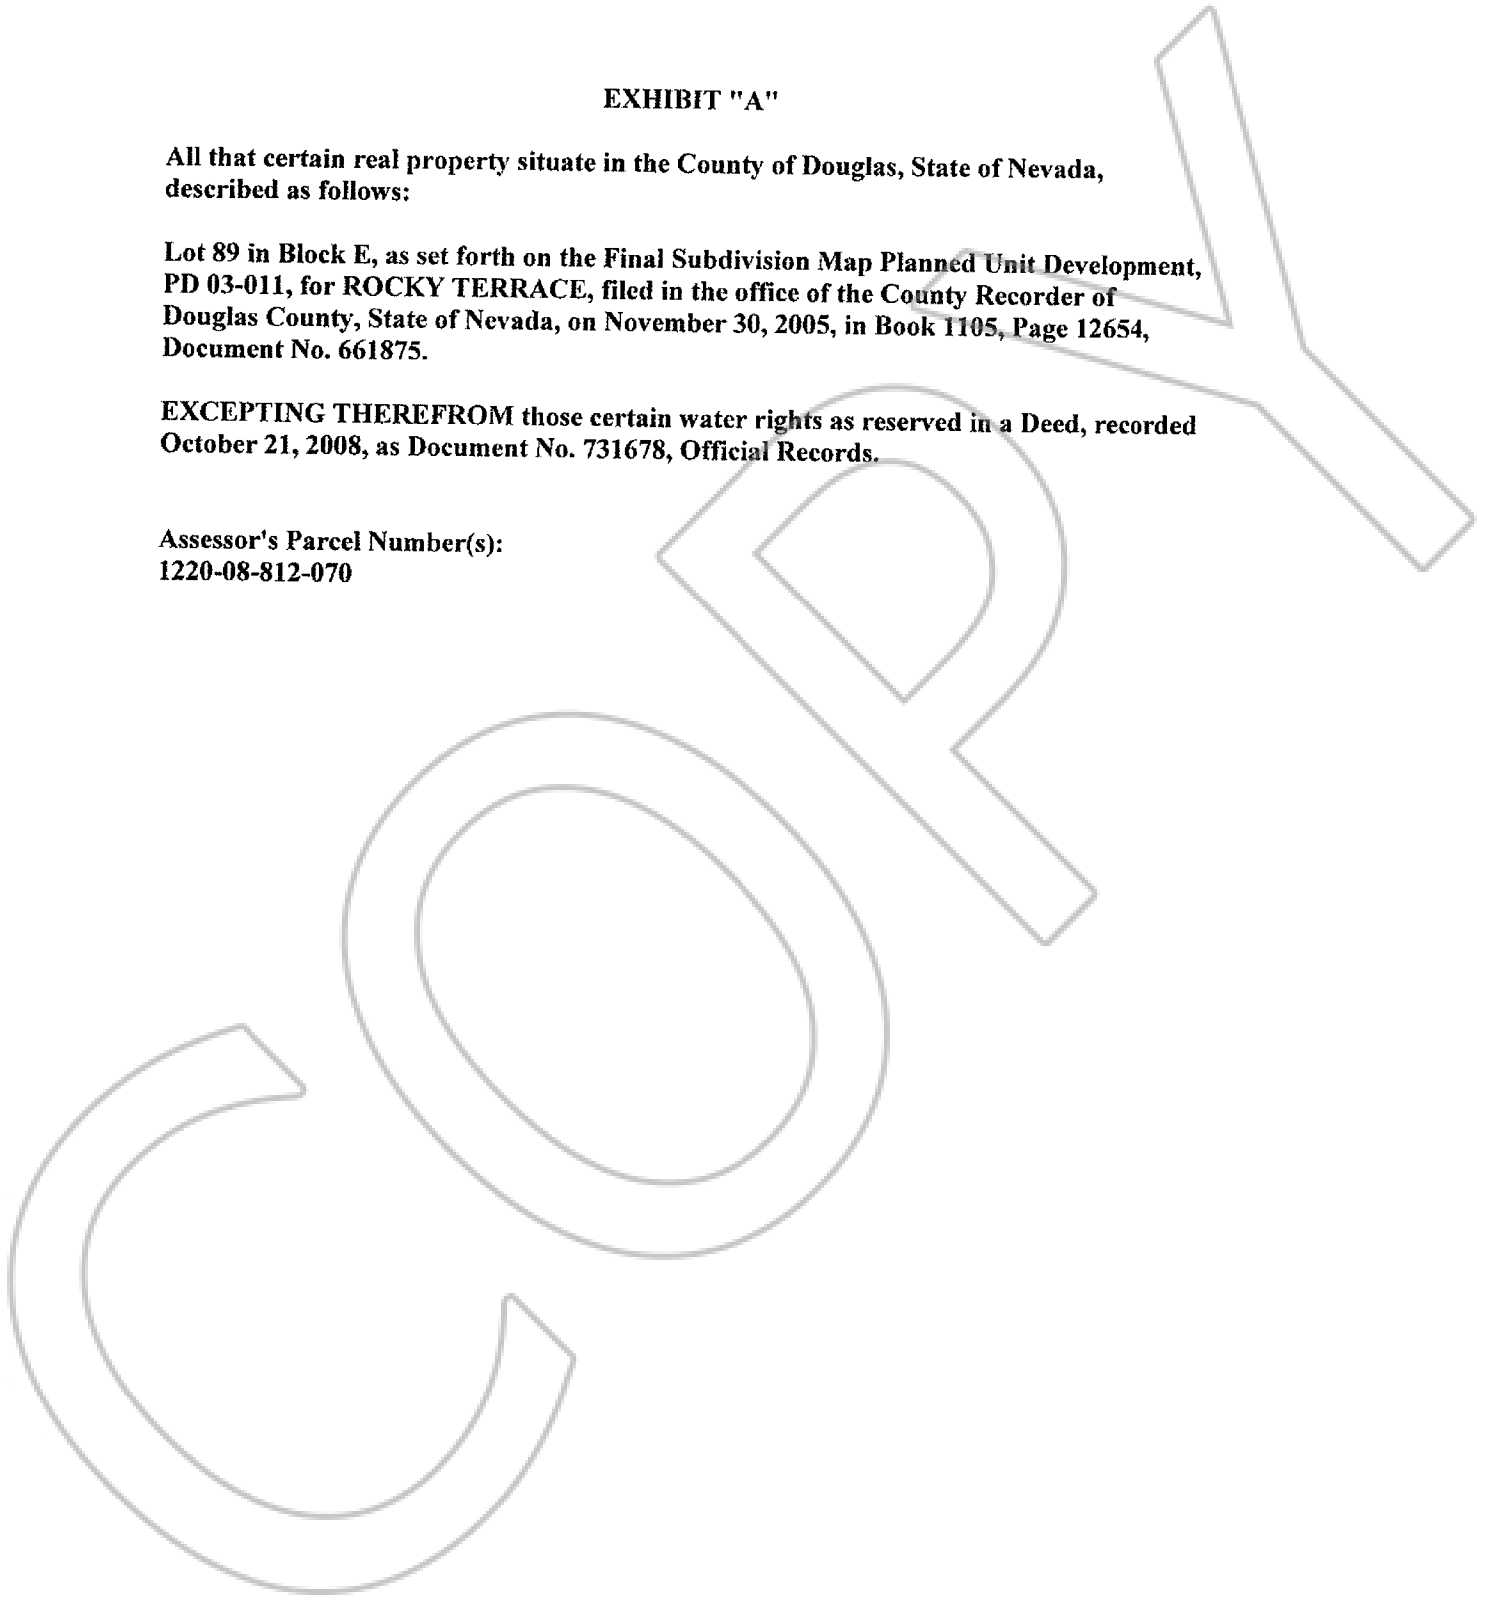 EXHIBIT "A"
All that certain real property situate in the County of Douglas, State of Nevada,
described as follows:
Lot 89 in Block E, as set forth on the Final Subdivision Map Planned Unit Development,
PD 03-011, for ROCKY TERRACE, filed in the office of the County Recorder of
Douglas County, State of Nevada, on November 30, 2005, in Book 1105, Page 12654,
Document No. 661875.
EXCEPTING THEREFROM those certain water rights as reserved in a Deed, recorded
October 21, 2008, as Document No. 731678, Official Records.
Assessor's Parcel Number(s):
1220-08-812-070
COPY